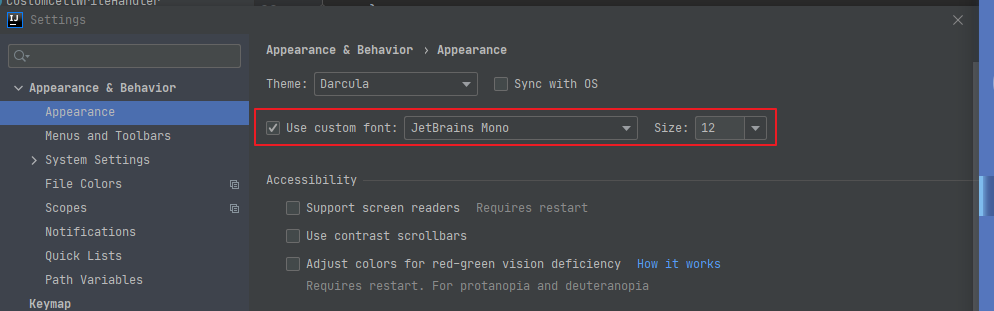 CustomCellWriteHandler
Settings
Appearance & Behavior › Appearance
Theme: Darcula Sync with OS
Appearance & Behavior
Appearance
Use custom font: JetBrains Mono Size: 12
Menus and Toolbars
System Settings
Accessibility
File Colors
Support screen readers Requires restart
Scopes
Notifications
Use contrast scrollbars
Quick Lists
Adjust colors for red-green vision deficiency How it works
Path Variables
Requires restart. For protanopia and deuteranopia
Keymap